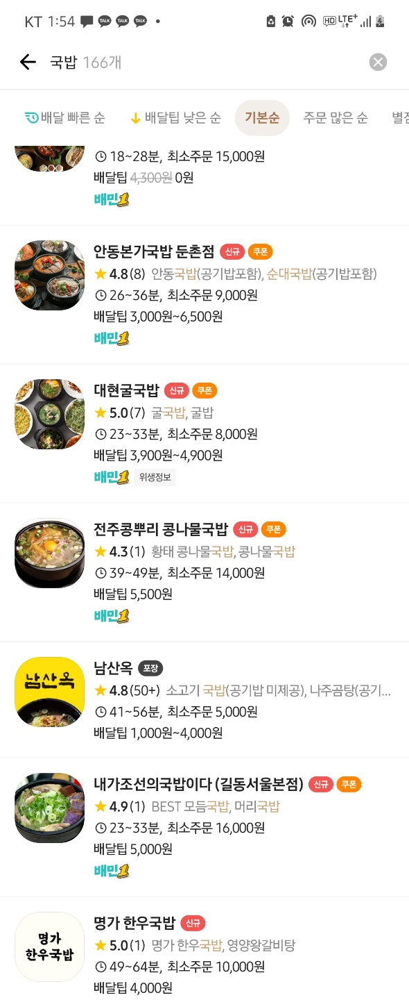 KT 1:54 TALK TALK TALK HD LTE+
국밥 166개
배달 빠른 순 배달팁 낮은 순 기본순 주문 많은 순 별점
18~28분, 최소주문 15,000원
배달팁 4,300원 0원
배민1
안동본가국밥 둔촌점 신규 쿠폰
4.8(8) 안동국밥(공기밥포함), 순대국밥(공기밥포함)
26~36분, 최소주문 9,000원
배달팁 3,000원~6,500원
배민1
대현굴국밥 신규 쿠폰
5.0(7) 굴국밥, 굴밥
23~33분, 최소주문 8,000원
배달팁 3,900원~4,900원
배민1 위생정보
전주콩뿌리 콩나물국밥 신규 쿠폰
4.3(1) 황태 콩나물국밥, 콩나물국밥
39~49분, 최소주문 14,000원
배달팁 5,500원
배민1
남산옥
남산옥 포장
4.8(50+) 소고기 국밥(공기밥 미제공), 나주곰탕(공기...
41~56분, 최소주문 5,000원
배달팁 1,000원~4,000원
내가조선의국밥이다 (길동서울본점) 신규 쿠폰
4.9(1) BEST 모듬국밥, 머리국밥
23~33분, 최소주문 16,000원
배달팁 5,000원
배민1
명가
한우국밥
명가 한우국밥 신규
5.0(1) 명가 한우국밥, 영양왕갈비탕
49~64분, 최소주문 10,000원
배달팁 4,000원